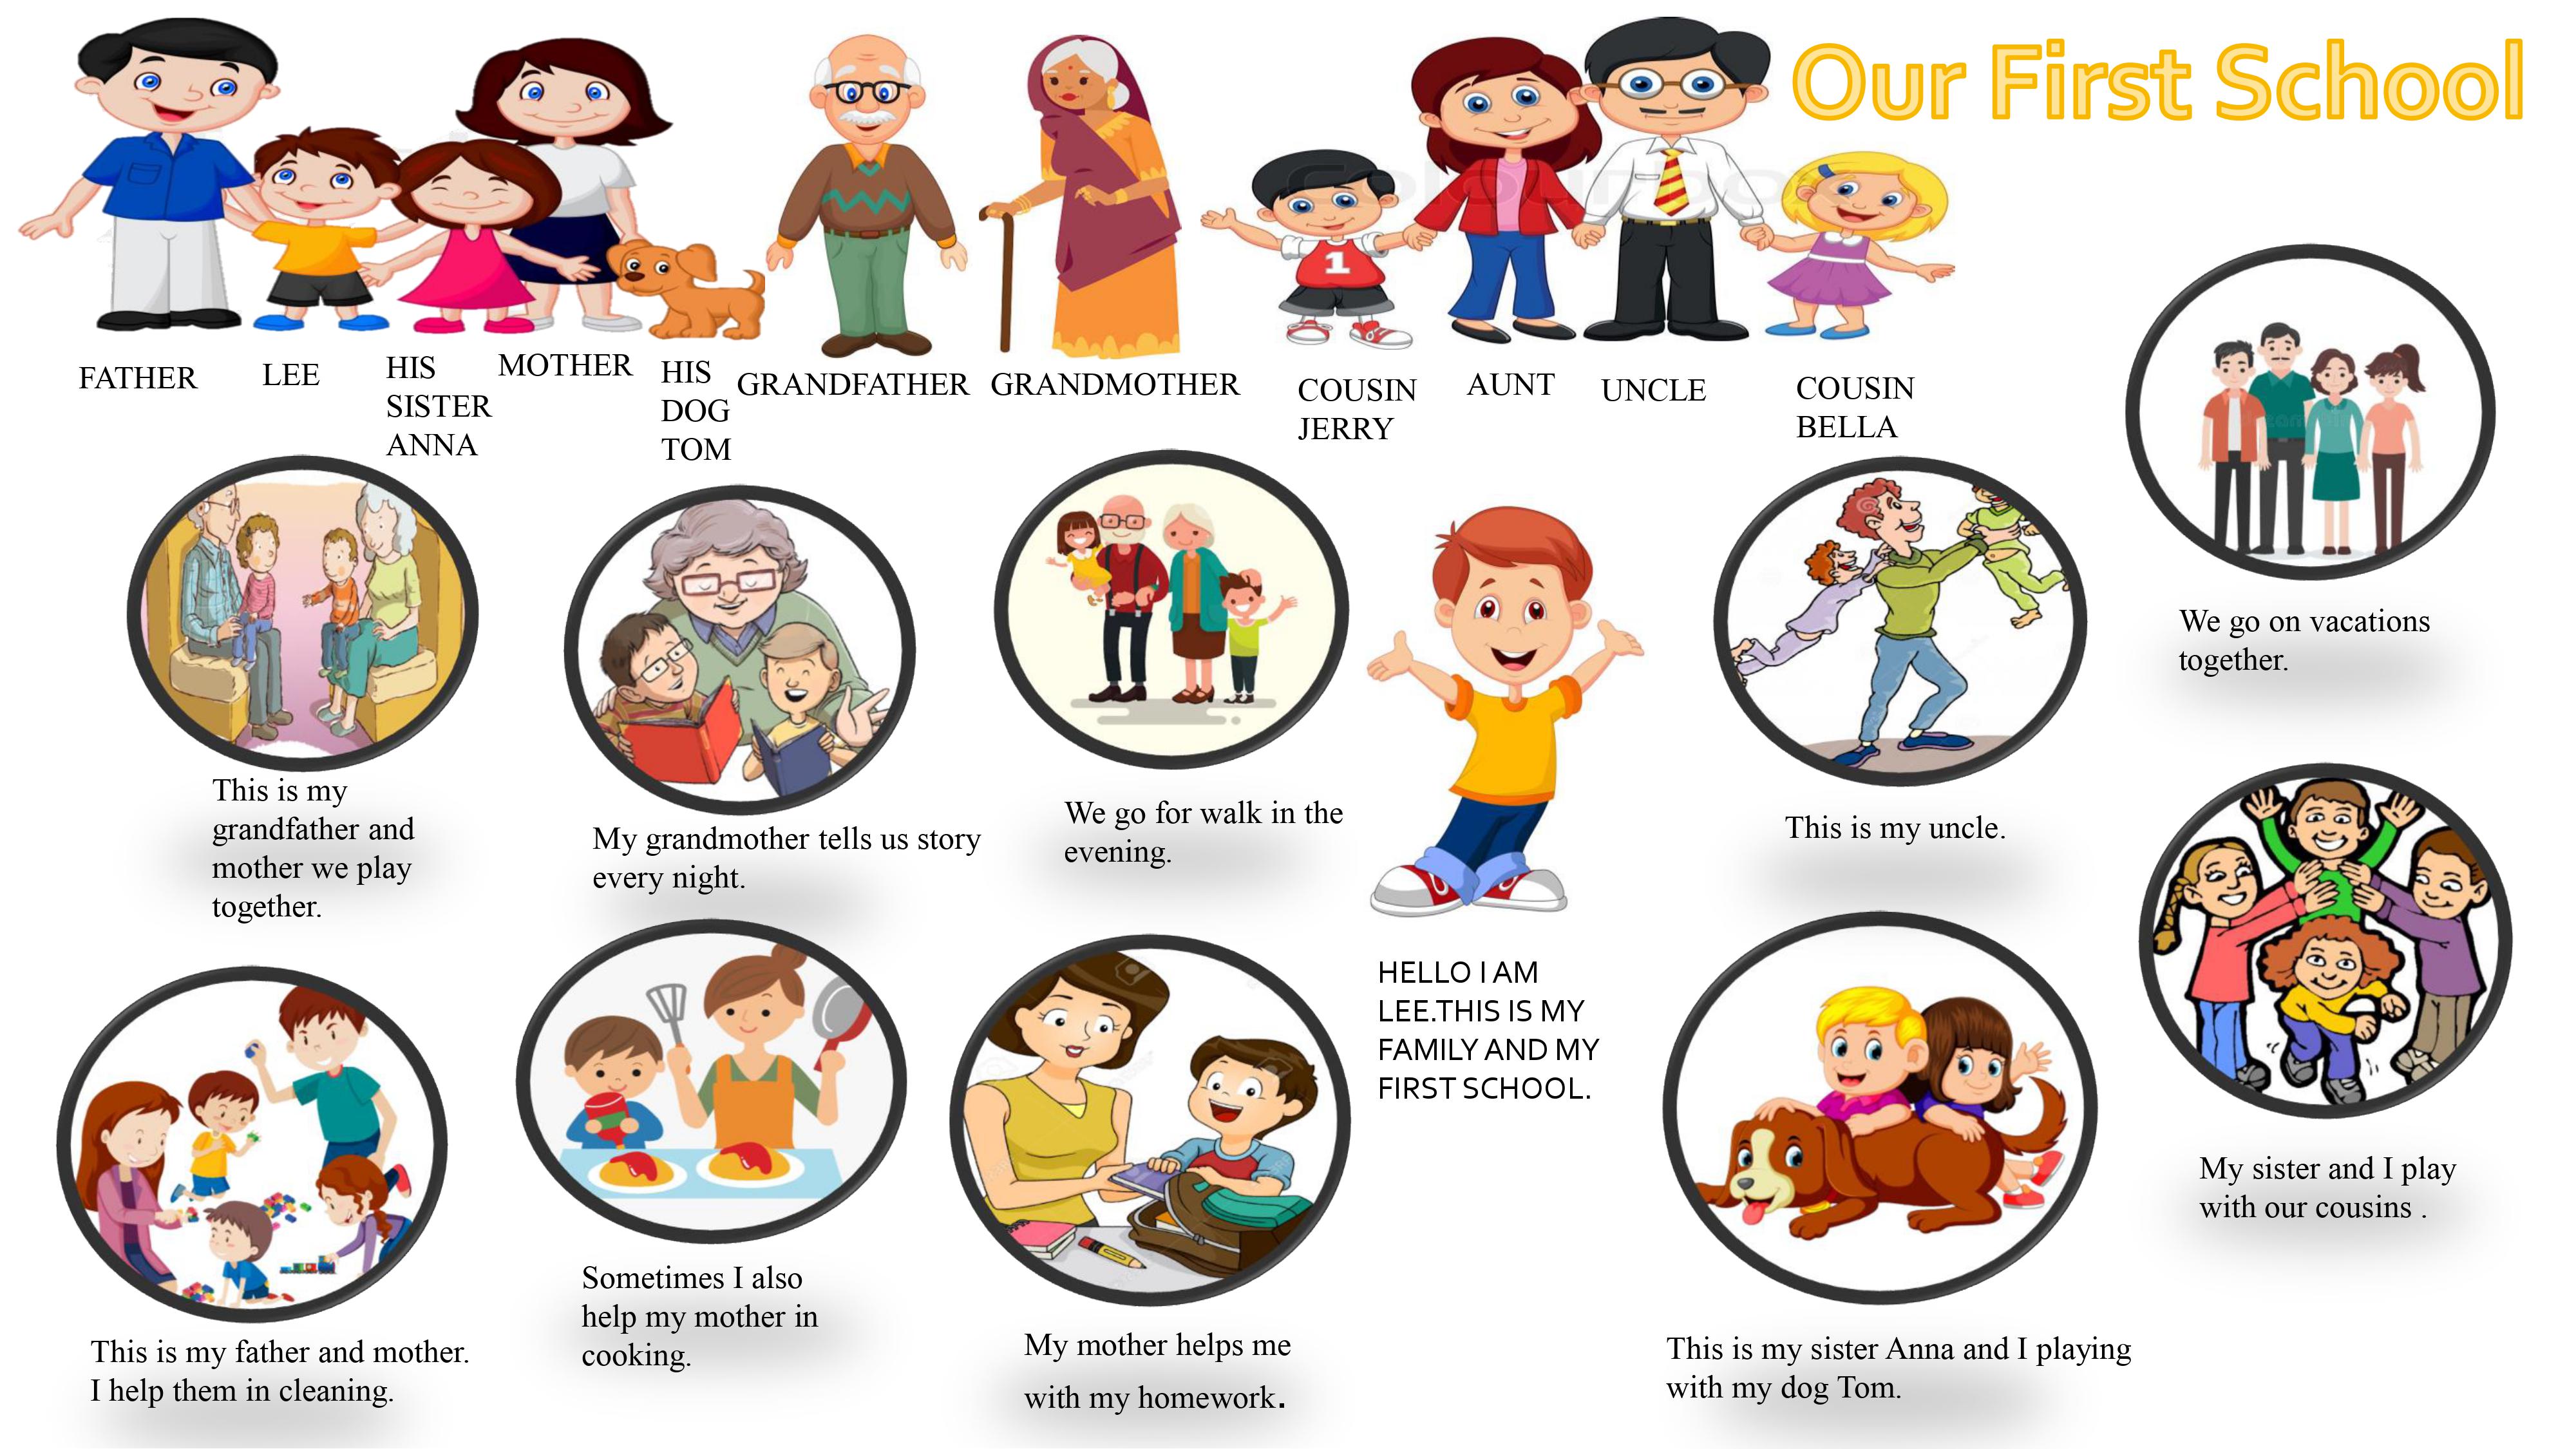 Our First School
FATHER
LEE
HIS
SISTER
ANNA
MOTHER
HIS
DOG
TOM
GRANDFATHER
GRANDMOTHER
COUSIN
JERRY
AUNT
UNCLE
COUSIN
BELLA
1
This is my
grandfather and
mother we play
together.
My grandmother tells us story
every night.
We go for walk in the
evening.
HELLO I AM
LEE.THIS IS MY
FAMILY AND MY
FIRST SCHOOL.
This is my uncle.
We go on vacations
together.
This is my father and mother.
I help them in cleaning.
Sometimes I also
help my mother in
cooking.
My mother helps me
with my homework.
This is my sister Anna and I playing
with my dog Tom.
My sister and I play
with our cousins .